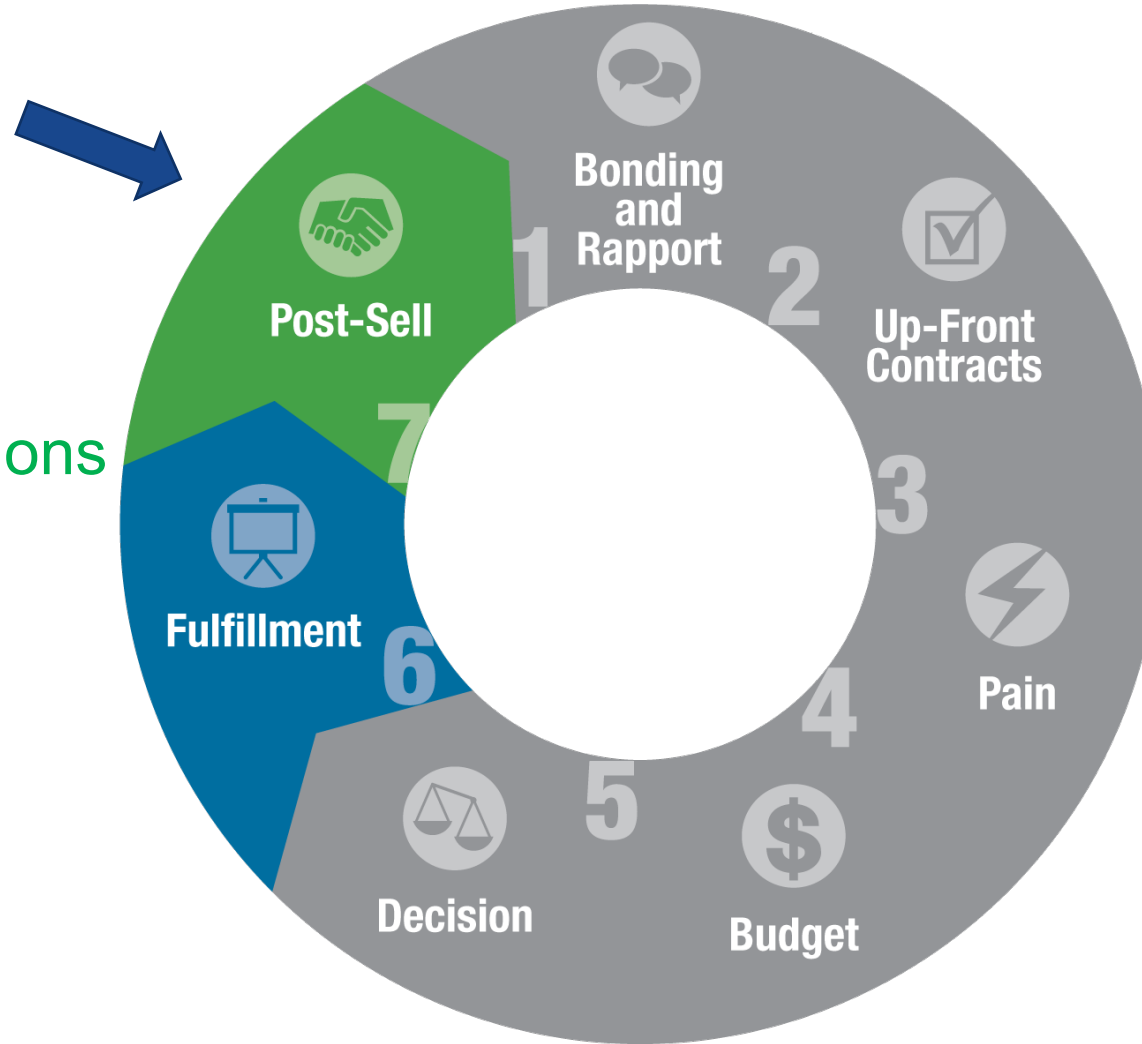 Bonding
and
Rapport
1
2
Up-Front
Contracts
3
Pain
4
Budget
5
Decision
6
Fulfillment
7
Post-Sell
ons
$